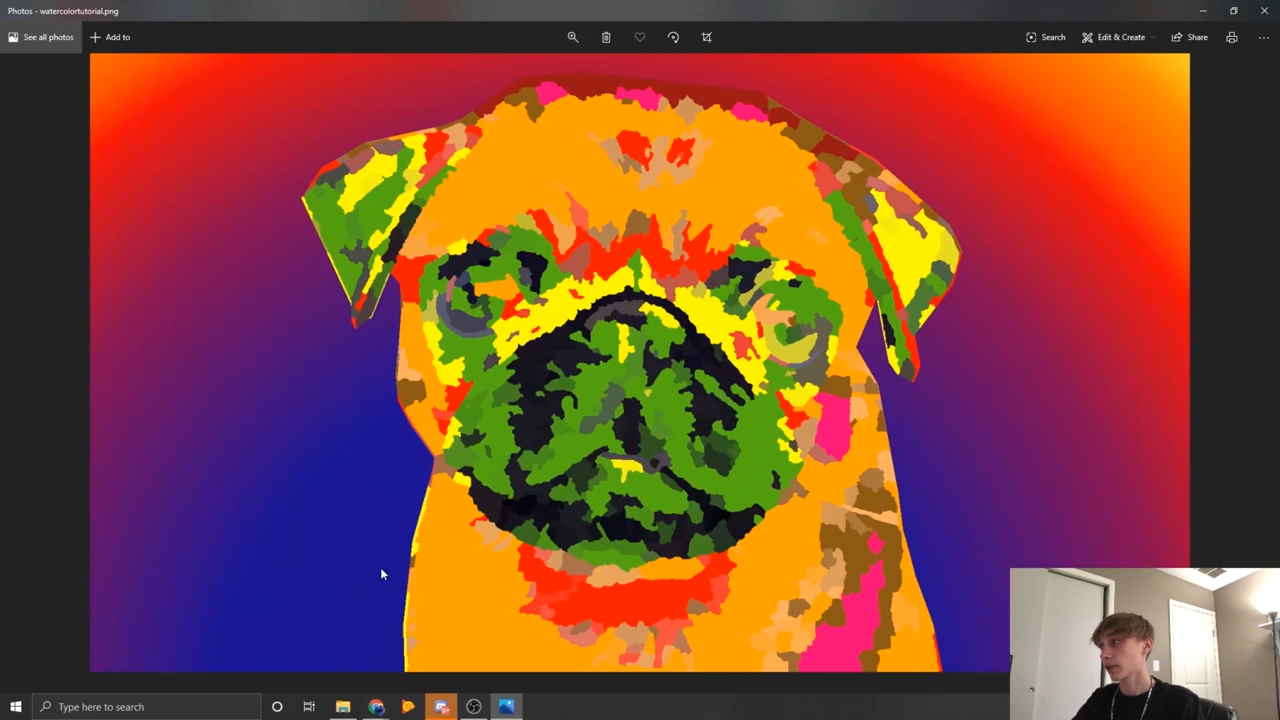 Photos - watercolortutorial.png
See all photos
Add to
Search
Edit & Create
Share
Type here to search